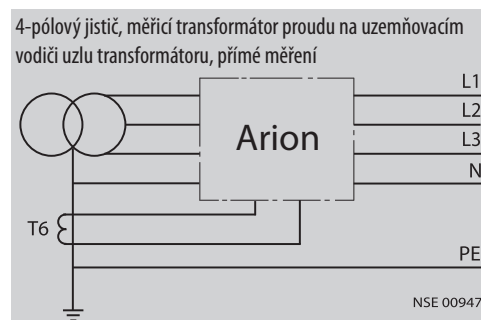 4-pólový jistič, měřicí transformátor proudu na uzemňovacím
vodiči uzlu transformátoru, přímé měření
L1
L2
Arion
L3
N
T6
PE
NSE 00947